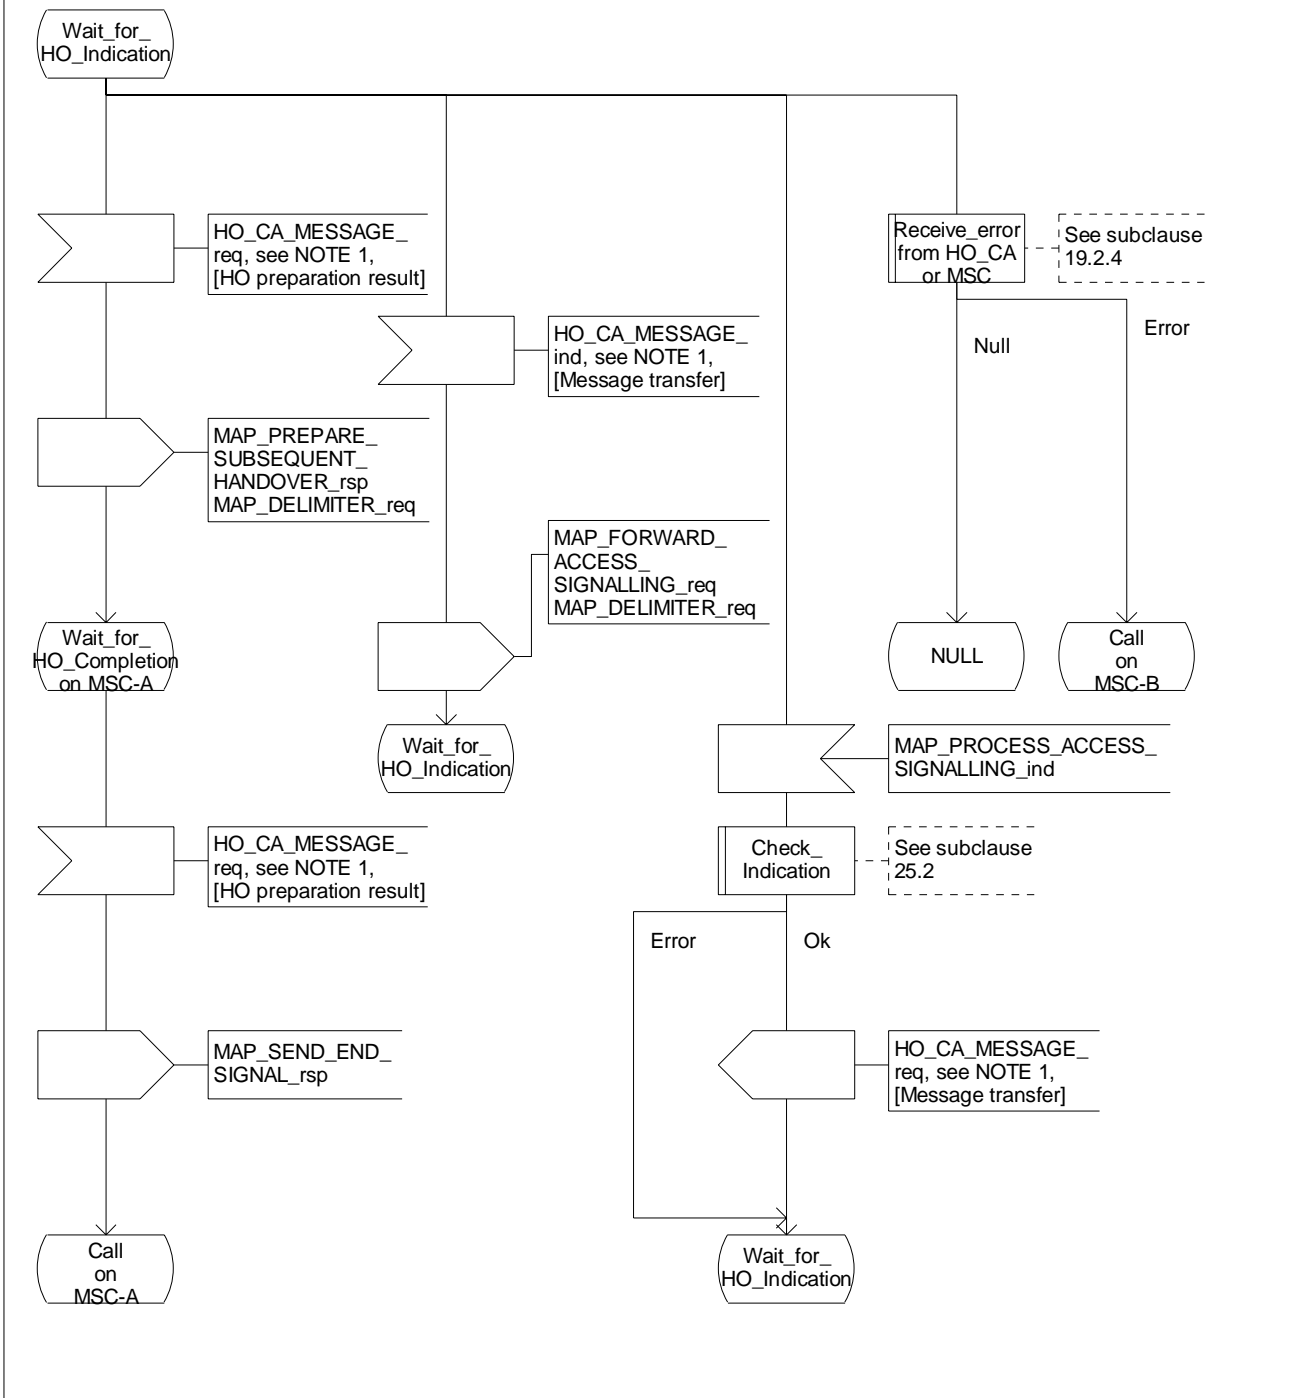 Wait_for_
HO_Indication
HO_CA_MESSAGE_
req, see NOTE 1,
[HO preparation result]
Receive_error
from HO_CA
or MSC
See subclause
19.2.4
HO_CA_MESSAGE_
ind, see NOTE 1,
[Message transfer]
Null
Error
MAP_PREPARE_
SUBSEQUENT_
HANDOVER_rsp
MAP_DELIMITER_req
MAP_FORWARD_
ACCESS_
SIGNALLING_req
MAP_DELIMITER_req
Wait_for_
HO_Completion
on MSC-A
NULL
Call
on
MSC-B
Wait_for_
HO_Indication
MAP_PROCESS_ACCESS_
SIGNALLING_ind
HO_CA_MESSAGE_
req, see NOTE 1,
[HO preparation result]
Check_
Indication
See subclause
25.2
Error
Ok
MAP_SEND_END_
SIGNAL_rsp
HO_CA_MESSAGE_
req, see NOTE 1,
[Message transfer]
Call
on
MSC-A
Wait_for_
HO_Indication